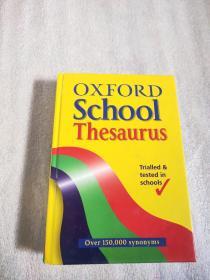 OXFORD
School
Thesaurus
Trialled &
tested in
schools
Over 150,000 synonyms